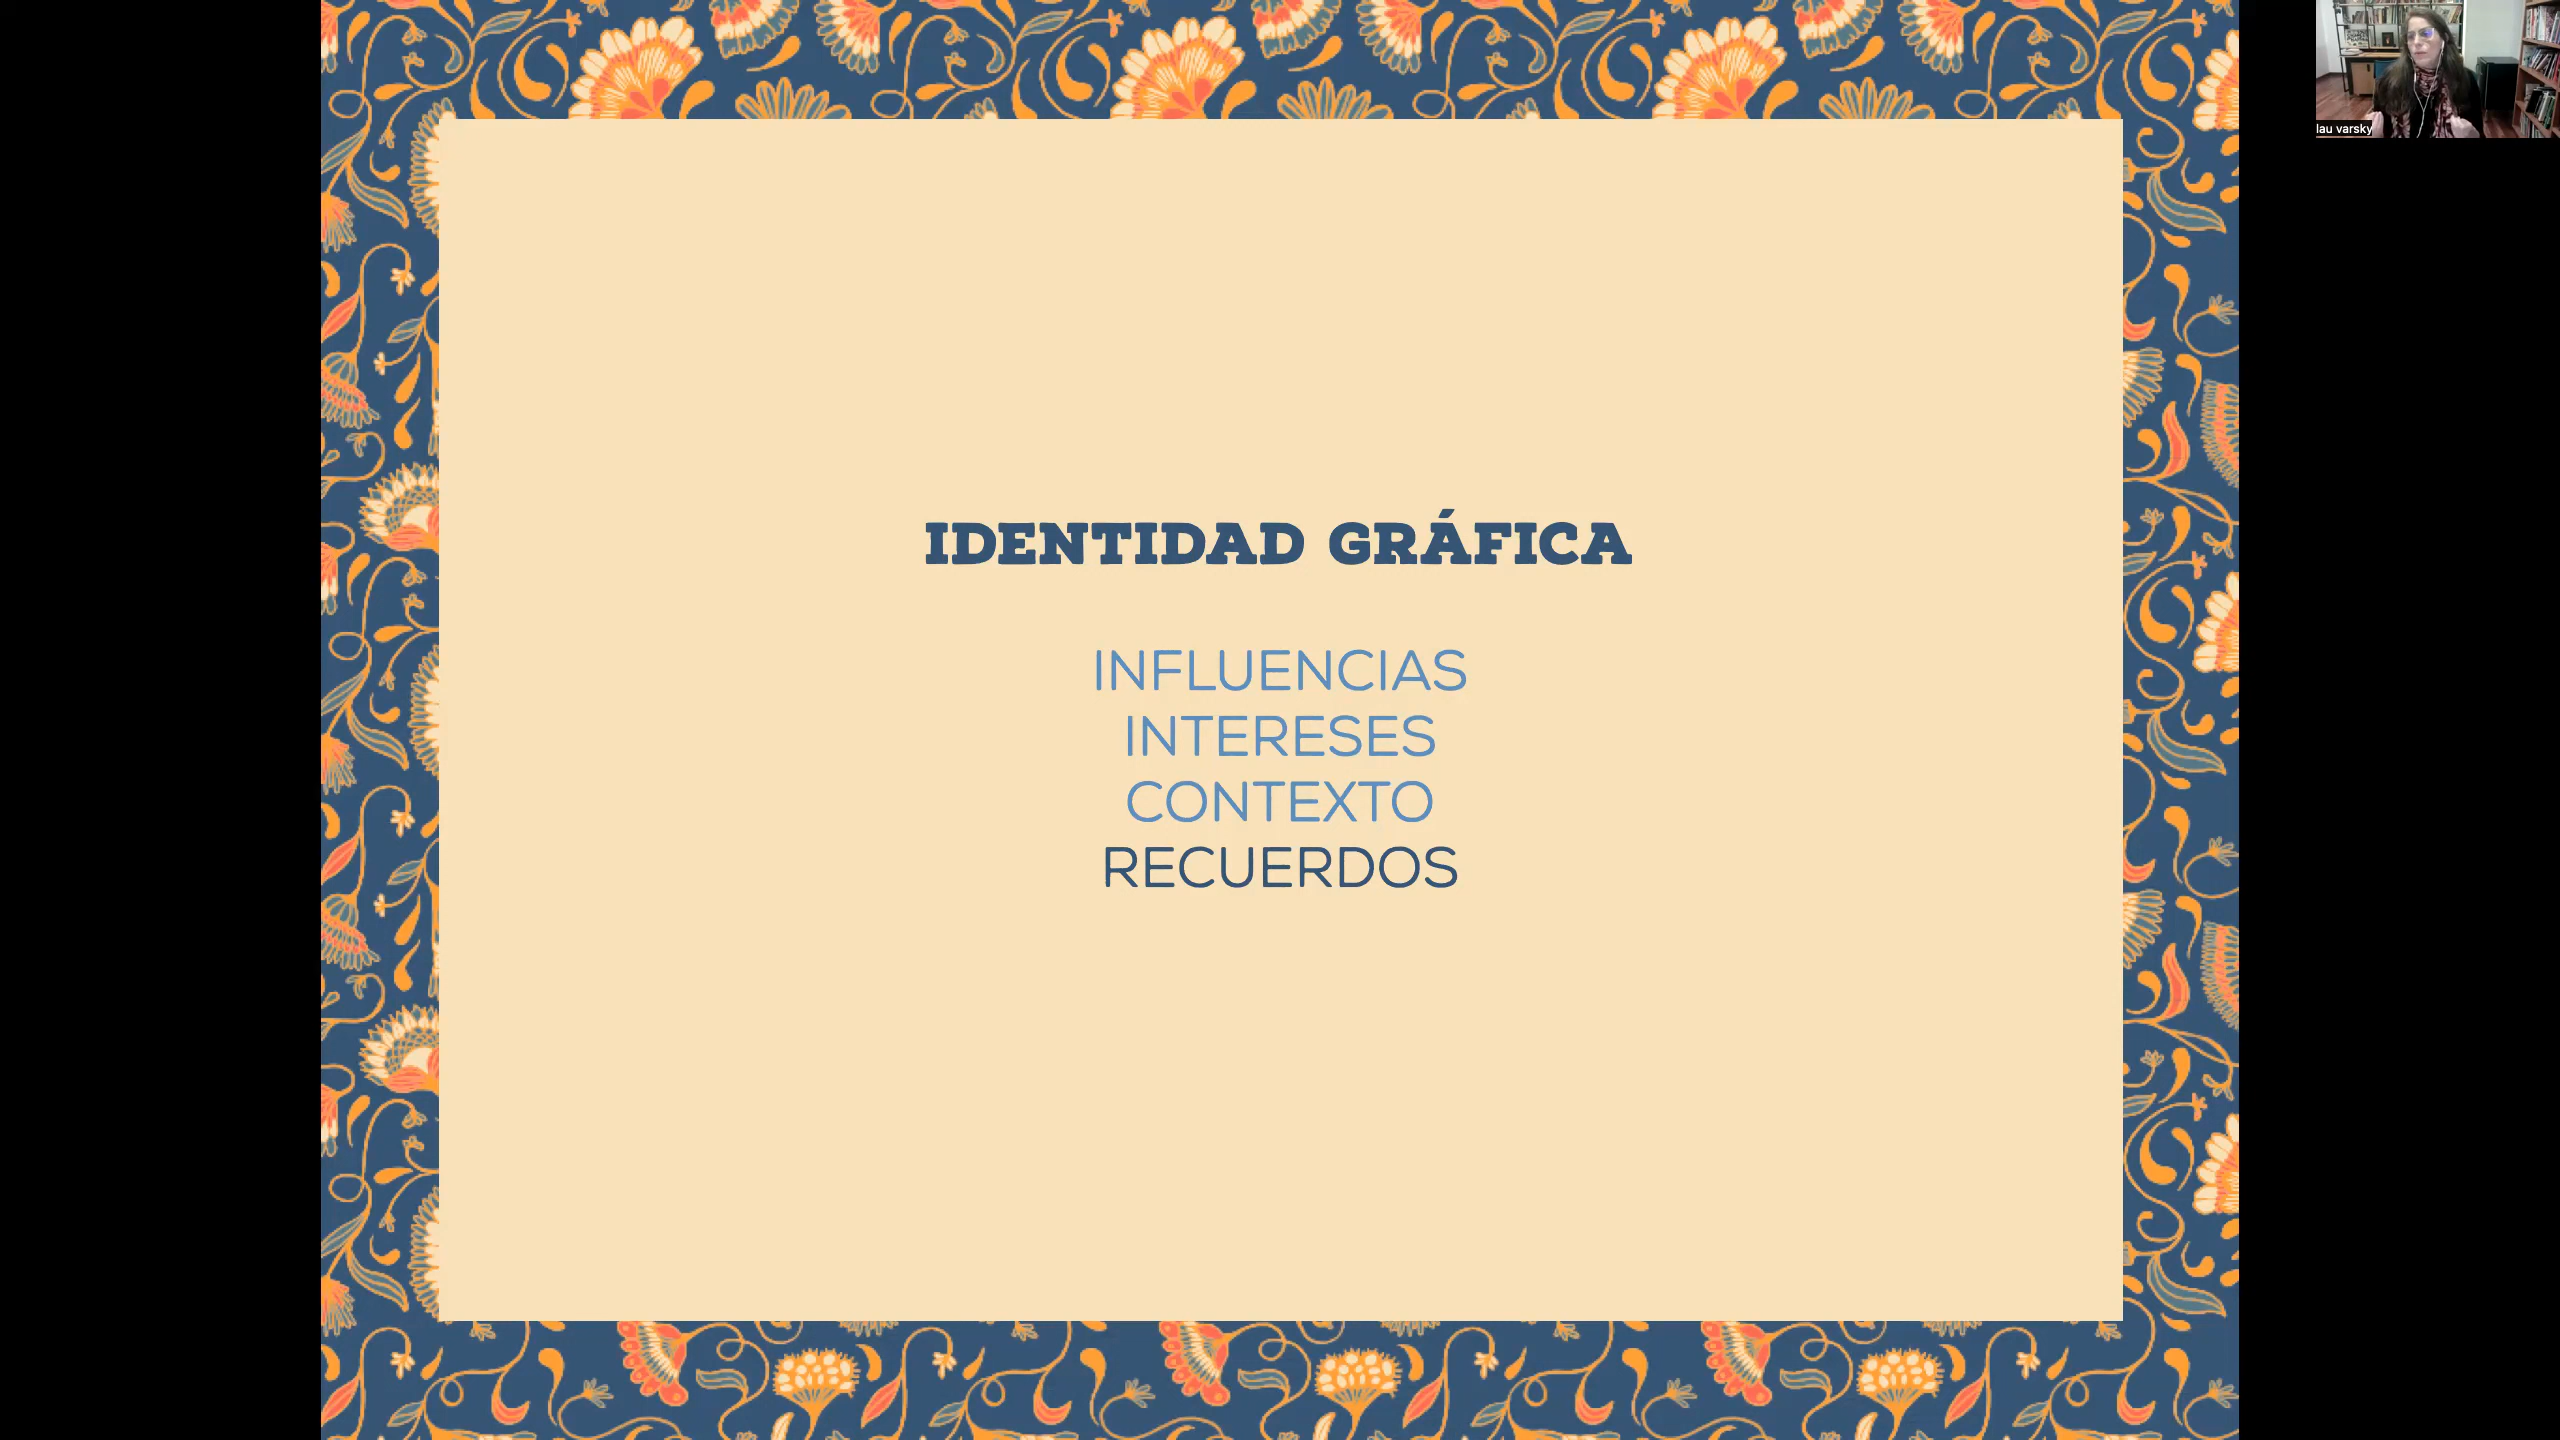 IDENTIDAD GRÁFICA
INFLUENCIAS
INTERESES
CONTEXTO
RECUERDOS
lau varsky